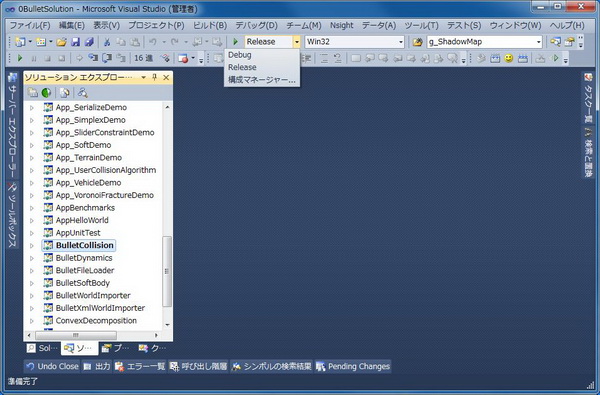 0BulletSolution - Microsoft Visual Studio (管理者)
ファイル(F) 編集(E) 表示(V) プロジェクト(P) ビルド(B) デバッグ(D) チーム(M) Nsight データ(A) ツール(T) テスト(S) ウィンドウ(W) ヘルプ(H)
Release Win32 g_ShadowMap
16 進
Debug
Release
構成マネージャー...
ソリューション エクスプロー...
App_SerializeDemo
App_SimplexDemo
App_SliderConstraintDemo
App_SoftDemo
App_TerrainDemo
App_UserCollisionAlgorithm
App_VehicleDemo
App_VoronoiFractureDemo
AppBenchmarks
AppHelloWorld
AppUnitTest
BulletCollision
BulletDynamics
BulletFileLoader
BulletSoftBody
BulletWorldImporter
BulletXmlWorldImporter
ConvexDecomposition
Sol... ソ... プ... ク...
サーバー エクスプローラー
ツールボックス
タスク一覧
検索と置換
Undo Close 出力 エラー一覧 呼び出し階層 シンボルの検索結果 Pending Changes
準備完了